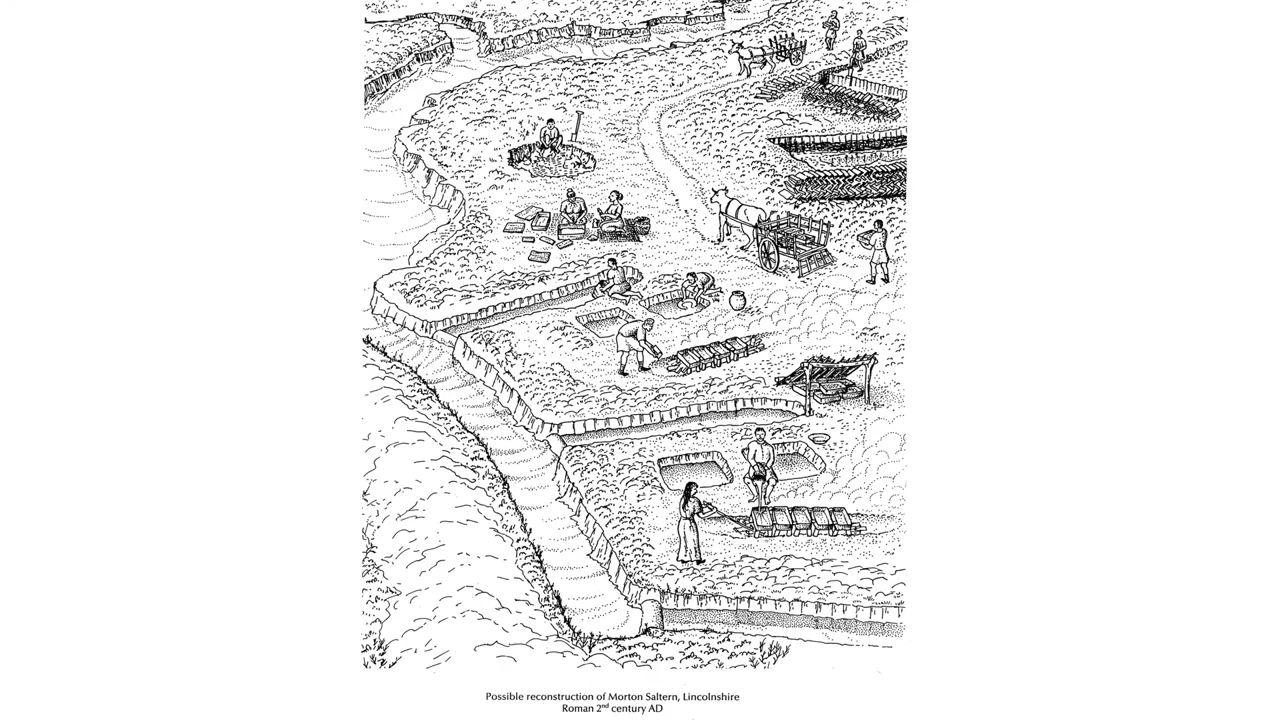 Possible reconstruction of Morton Saltern, Lincolnshire
Roman 2nd century AD